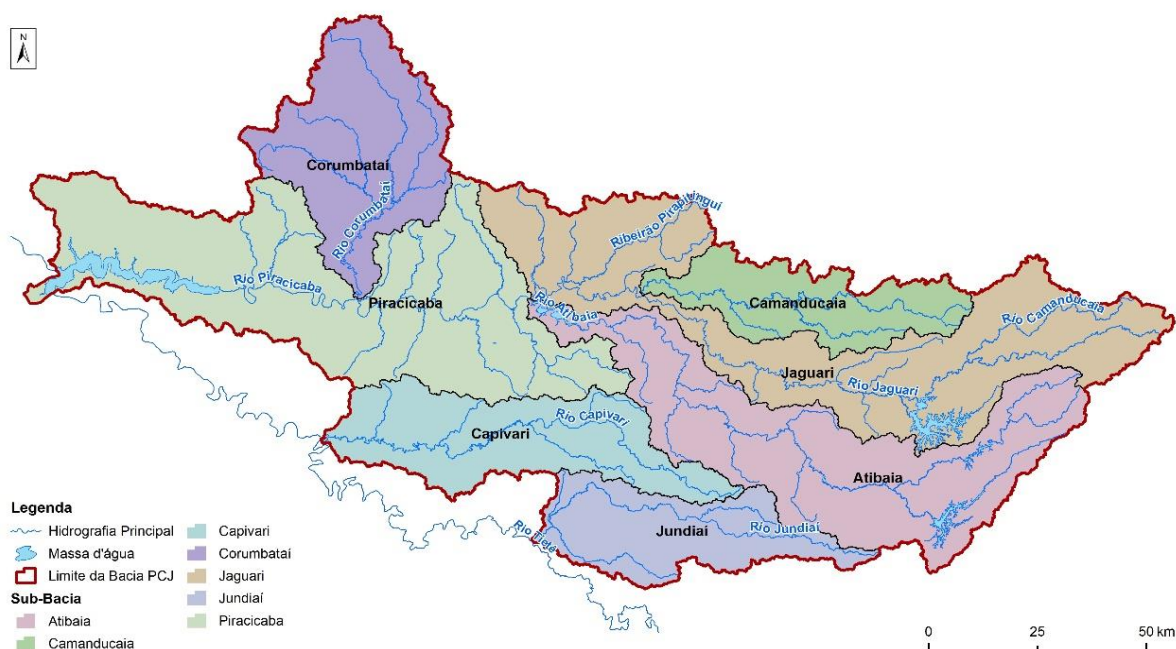 N
Corumbataí
Rio Corumbataí
Ribeirão Pirapitingui
Rio Piracicaba
Piracicaba
Rio Atibaia
Camanducaia
Rio Camanducaia
Jaguari
Rio Jaguari
Rio Capivari
Capivari
Atibaia
Rio Tietê
Jundiaí
Rio Jundiaí
Legenda
Hidrografia Principal
Massa d'água
Limite da Bacia PCJ
Sub-Bacia
Atibaia
Camanducaia
Capivari
Corumbataí
Jaguari
Jundiaí
Piracicaba
0 25 50 km